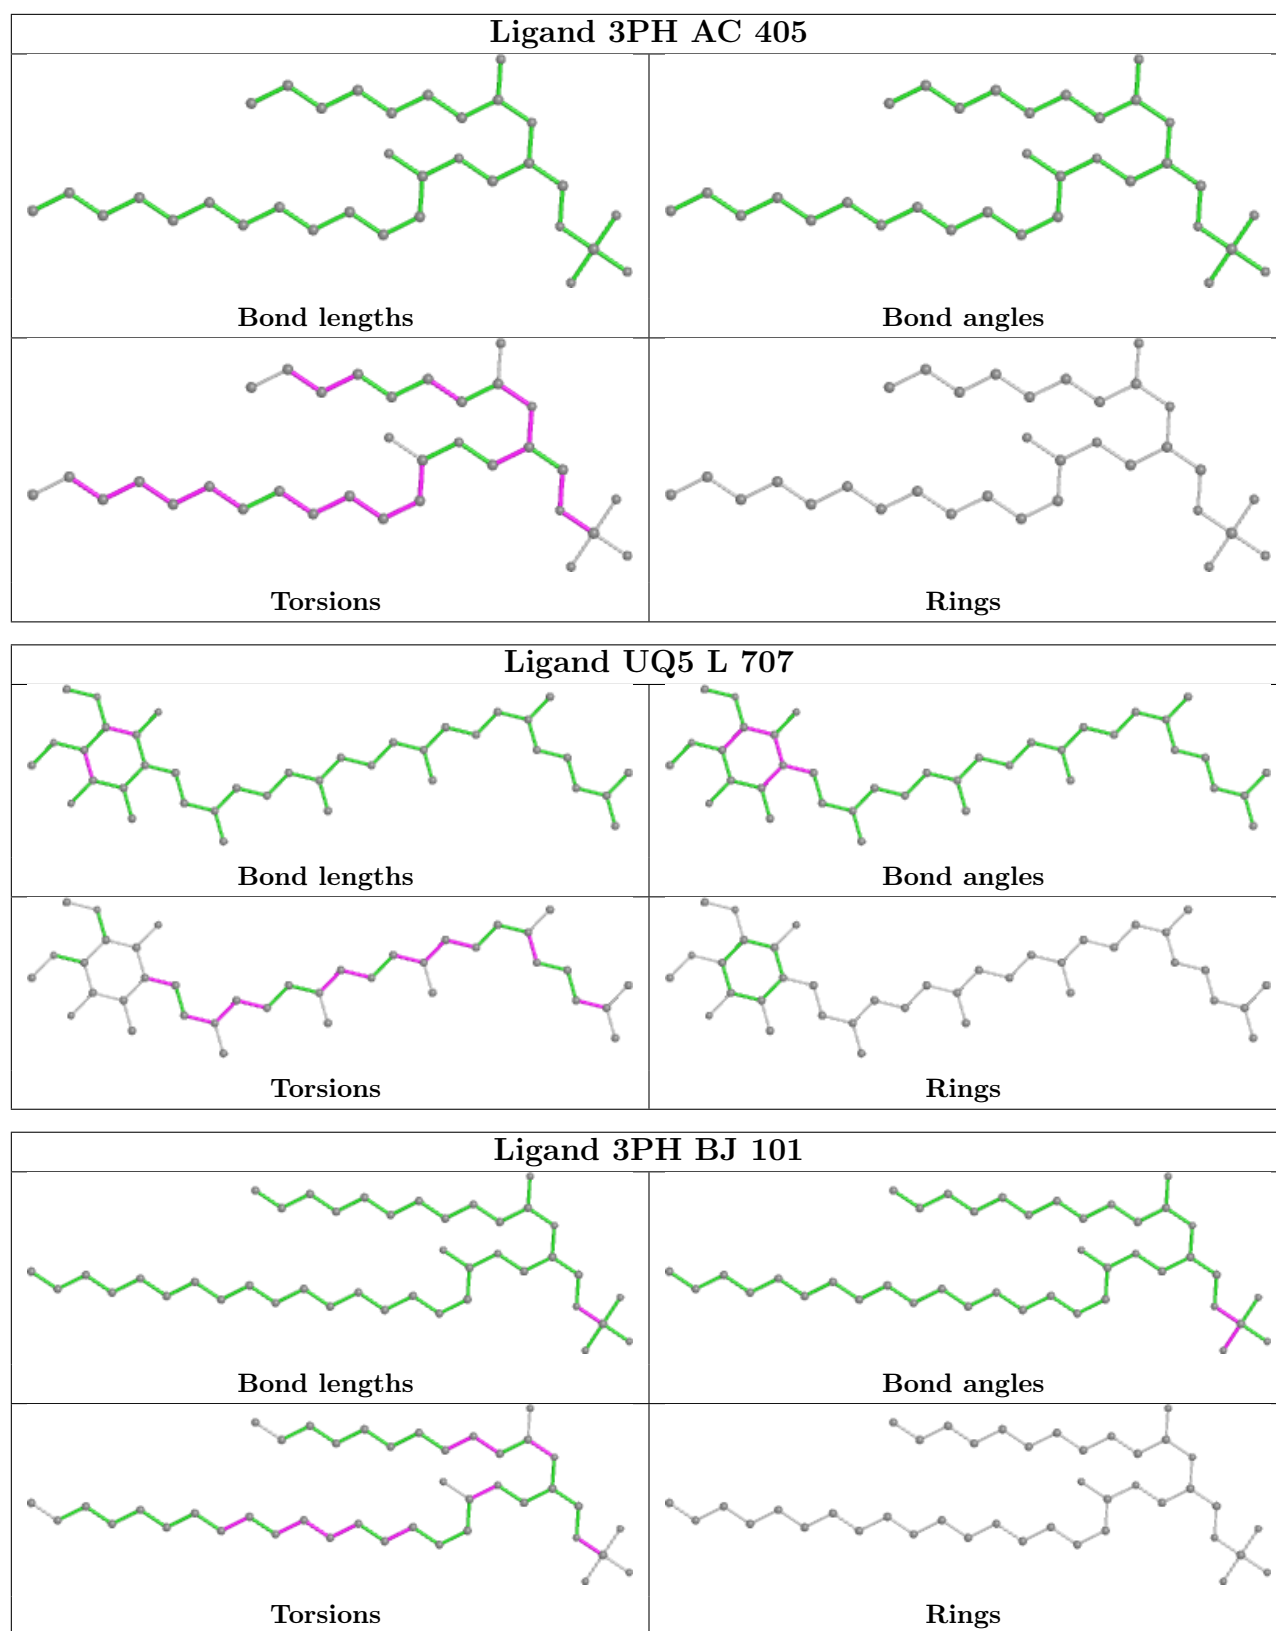 Ligand 3PH AC 405
Bond lengths
Bond angles
Torsions
Rings
Ligand UQ5 L 707
Bond lengths
Bond angles
Torsions
Rings
Ligand 3PH BJ 101
Bond lengths
Bond angles
Torsions
Rings